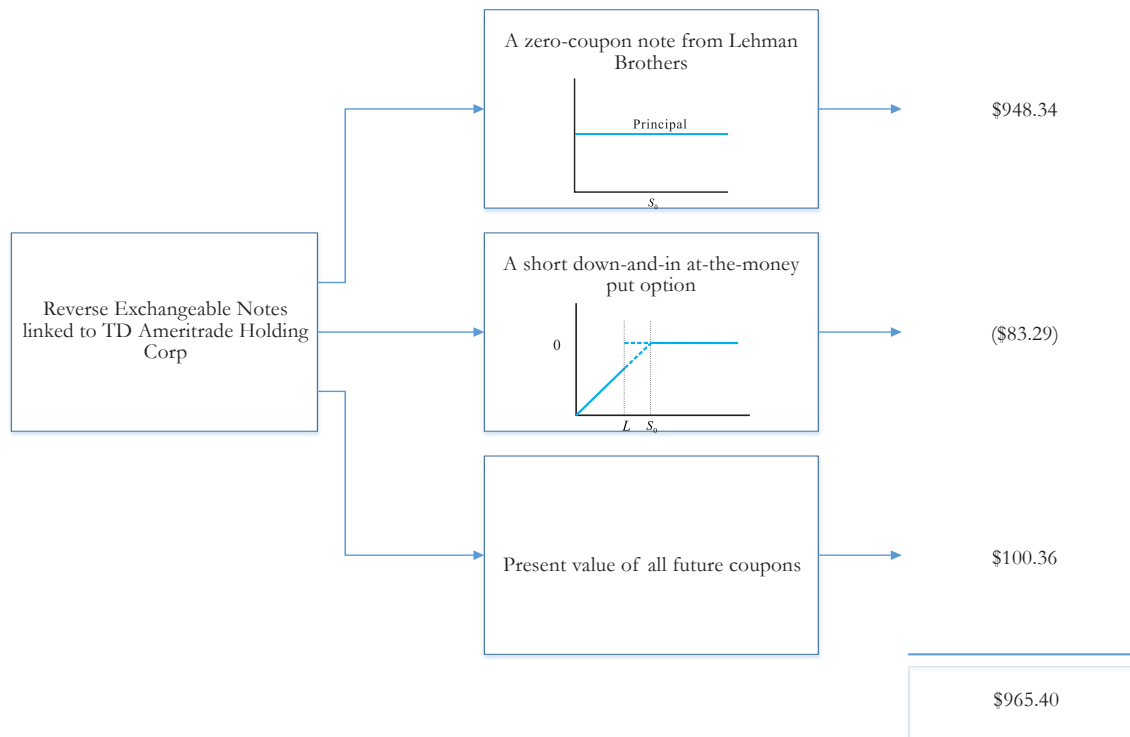 A zero-coupon note from Lehman
Brothers
Principal
S₀
$948.34
Reverse Exchangeable Notes
linked to TD Ameritrade Holding
Corp
A short down-and-in at-the-money
put option
0
L S₀
($83.29)
Present value of all future coupons
$100.36
$965.40